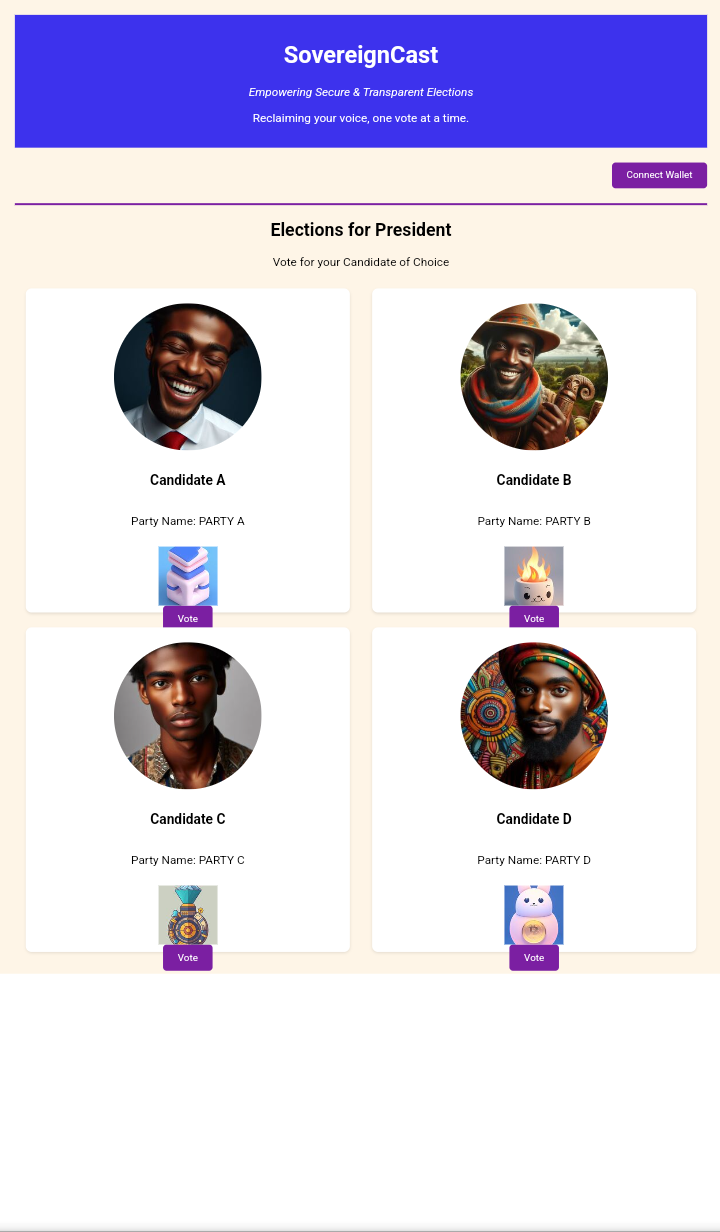 SovereignCast
Empowering Secure & Transparent Elections
Reclaiming your voice, one vote at a time.
Connect Wallet
Elections for President
Vote for your Candidate of Choice
Candidate A
Party Name: PARTY A
Vote
Candidate B
Party Name: PARTY B
Vote
Candidate C
Party Name: PARTY C
Vote
Candidate D
Party Name: PARTY D
Vote